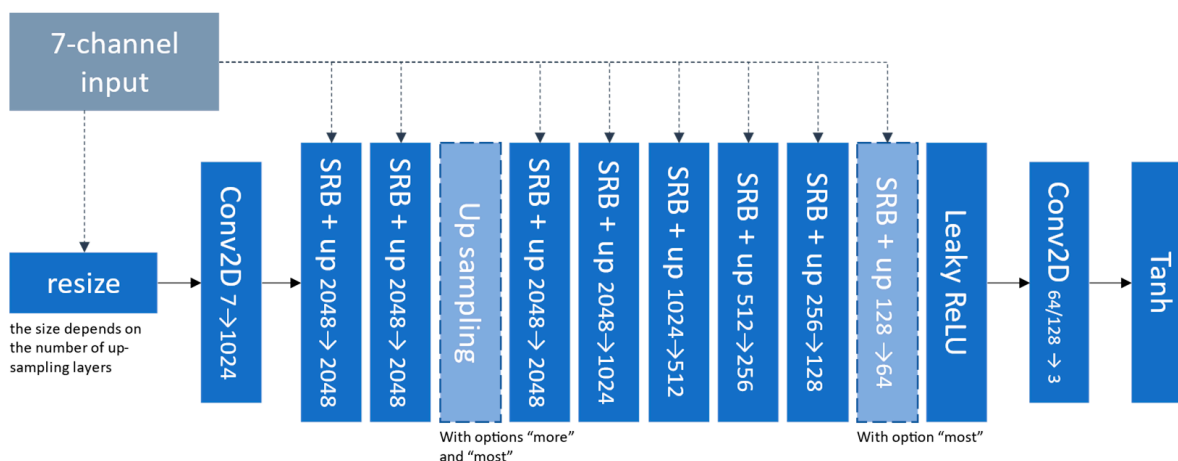 7-channel
input
resize
the size depends on
the number of up-
sampling layers
Conv2D 7→1024
SRB + up 2048→ 2048
SRB + up 2048→ 2048
Up sampling
With options “more”
and “most”
SRB + up 2048→ 2048
SRB + up 2048→1024
SRB + up 1024→512
SRB + up 512→256
SRB + up 256→128
SRB + up 128 →64
With option “most”
Leaky ReLU
Conv2D 64/128 → 3
Tanh